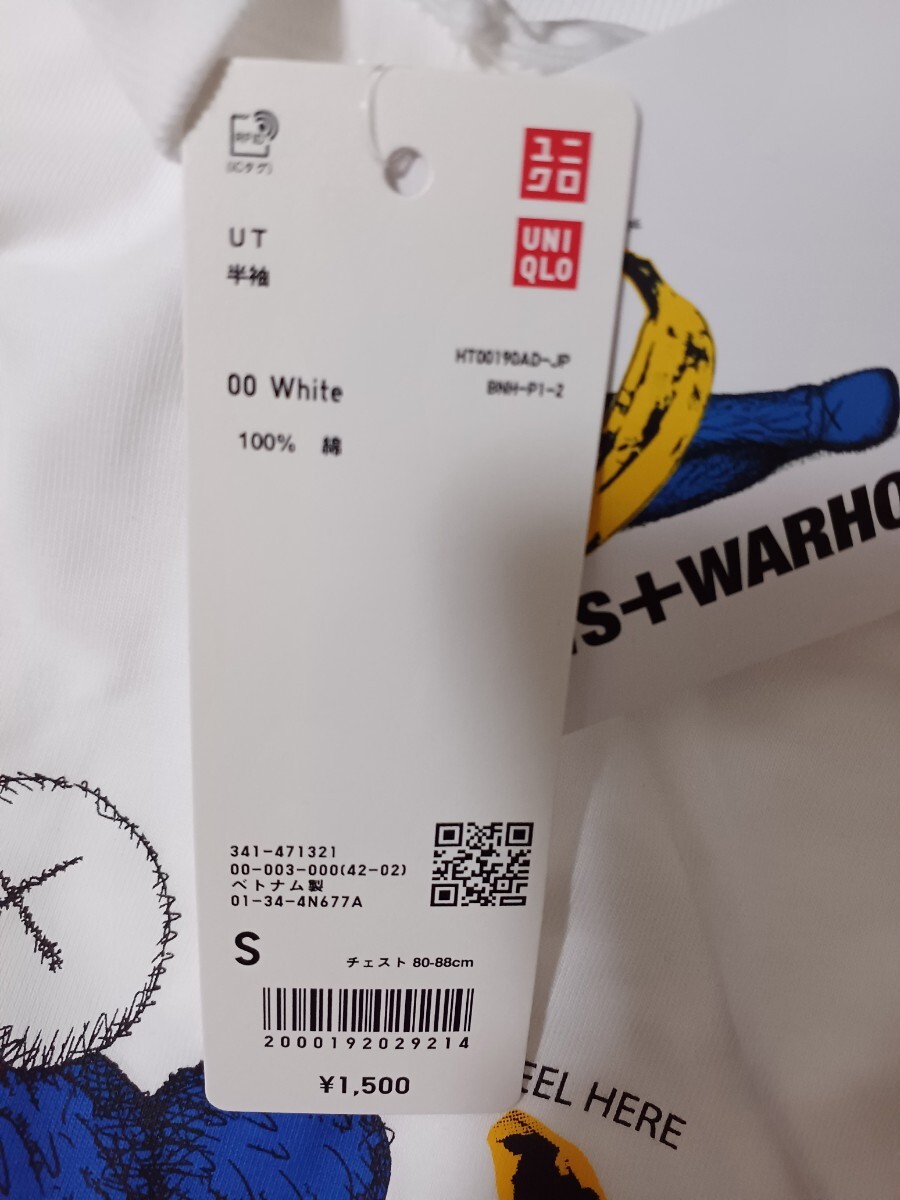 RFID
(ICタグ)
ユニ
クロ
UNI
QLO
UT
半袖
HT00190AD-JP
BNH-P1-2
00 White
100% 綿
S+WARHO
341-471321
00-003-000(42-02)
ベトナム製
01-34-4N677A
S
チェスト 80-88cm
2000192029214
¥1,500
EEL HERE